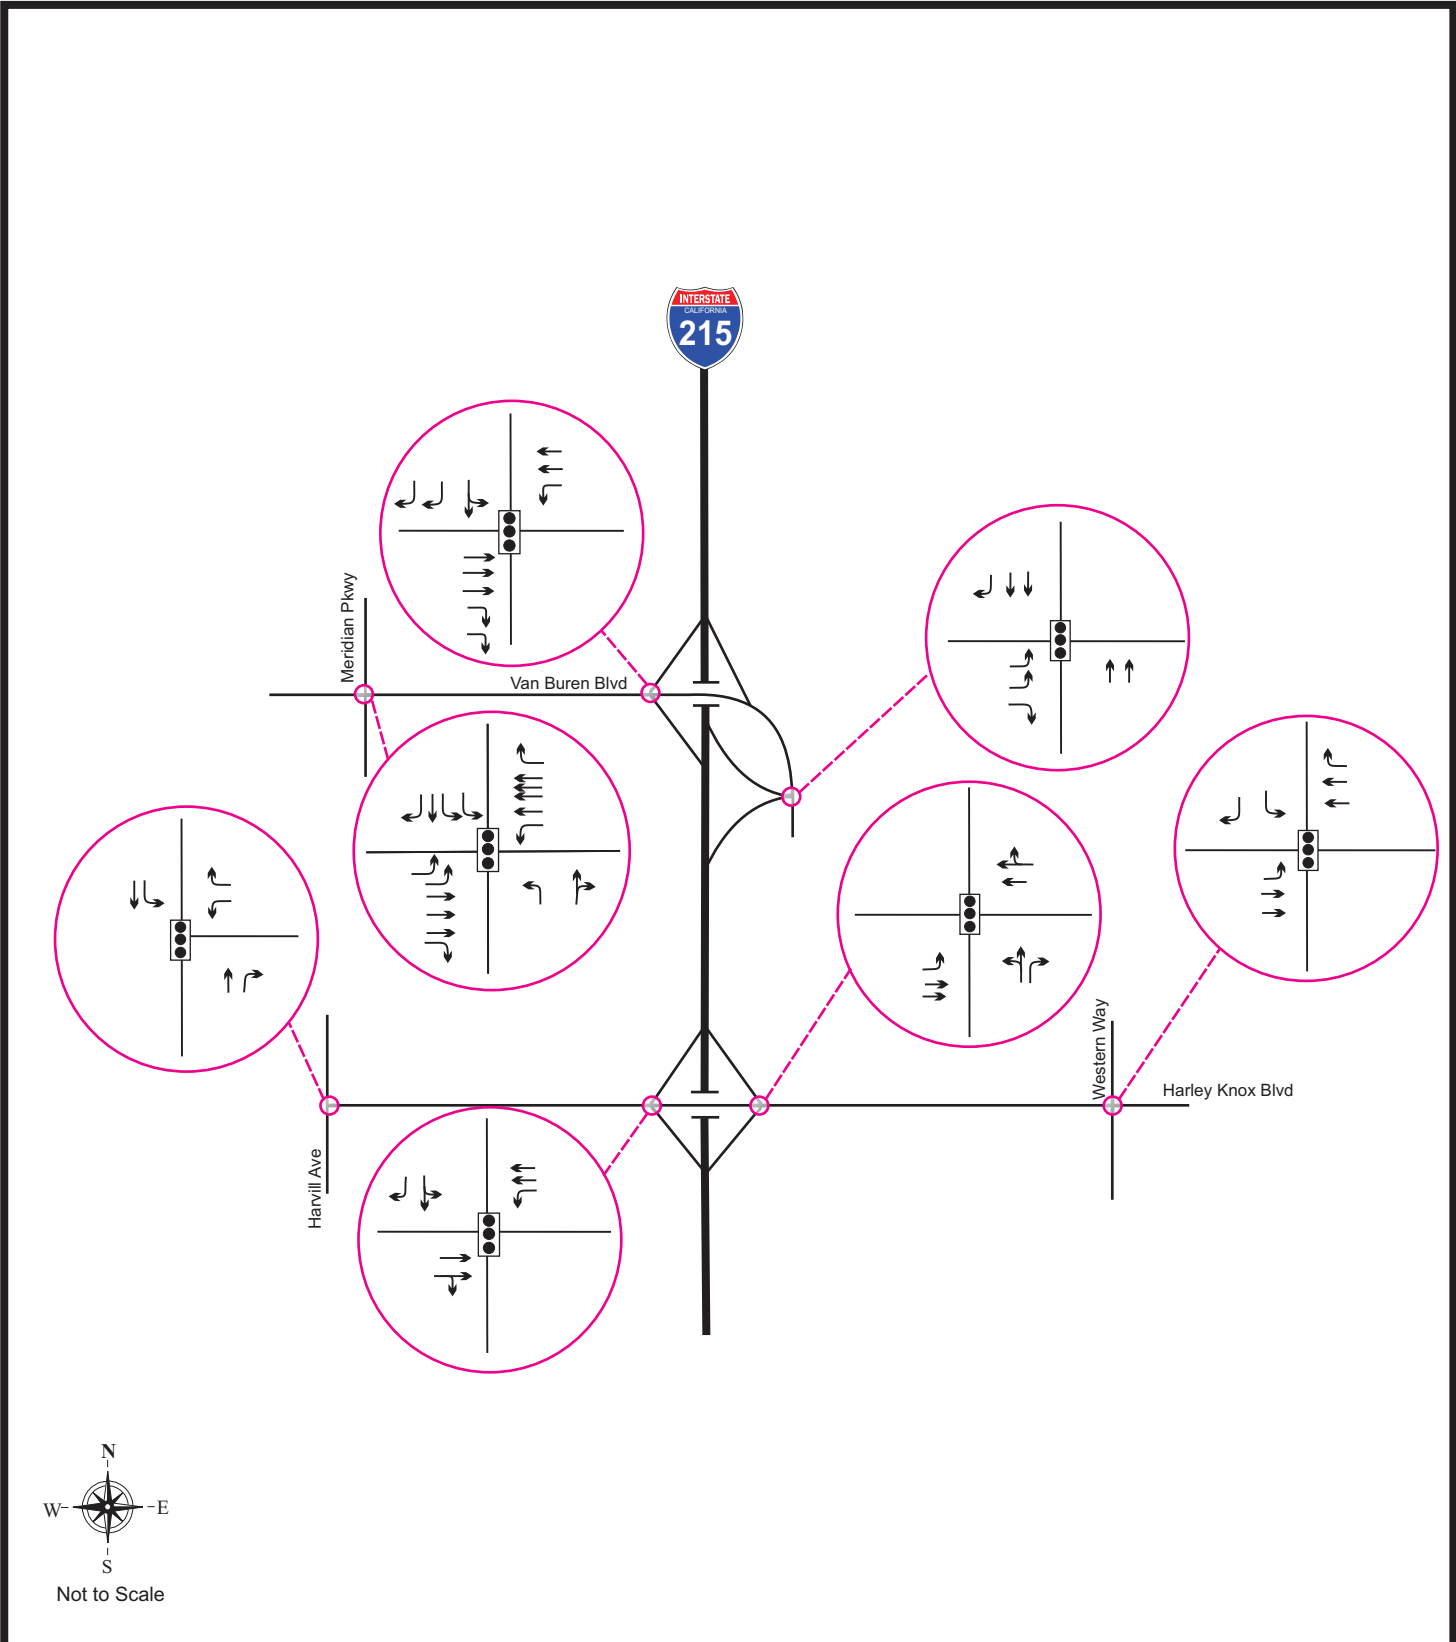 INTERSTATE
CALIFORNIA
215
Meridian Pkwy
Van Buren Blvd
Western Way
Harley Knox Blvd
Harvill Ave
N
W
E
S
Not to Scale